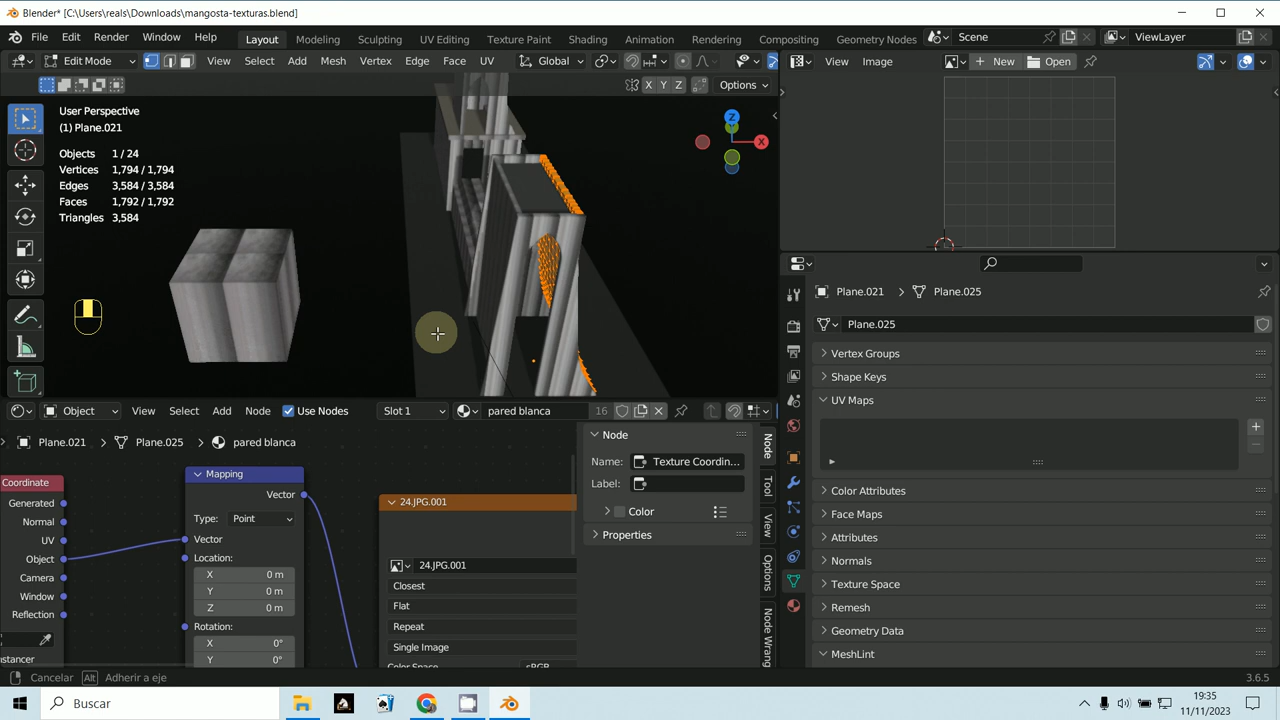 Blender* [C:\Users\reals\Downloads\mangosta-texturas.blend]
File Edit Render Window Help Layout Modeling Sculpting UV Editing Texture Paint Shading Animation Rendering Compositing Geometry Nodes Scene ViewLayer
Edit Mode View Select Add Mesh Vertex Edge Face UV Global View Image New Open
X Y Z Options
User Perspective
(1) Plane.021
Objects 1 / 24
Vertices 1,794 / 1,794
Edges 3,584 / 3,584
Faces 1,792 / 1,792
Triangles 3,584
Z
X
Plane.021 > Plane.025
Plane.025
Vertex Groups
Shape Keys
UV Maps
Color Attributes
Face Maps
Attributes
Normals
Texture Space
Remesh
Geometry Data
MeshLint
Object View Select Add Node Use Nodes Slot 1 pared blanca 16
Plane.021 > Plane.025 > pared blanca
Coordinate
Generated
Normal
UV
Object
Camera
Window
Reflection
Mapping
Vector
Type: Point
Vector
Location:
X 0 m
Y 0 m
Z 0 m
Rotation:
X 0°
Y 0°
24.JPG.001
24.JPG.001
Closest
Flat
Repeat
Single Image
Color Space sRGB
Node
Name: Texture Coordin...
Label:
Color
Properties
Node
Tool
View
Options
Node Wrang
Cancelar Alt Adherir a eje 3.6.5
Buscar
19:35
11/11/2023